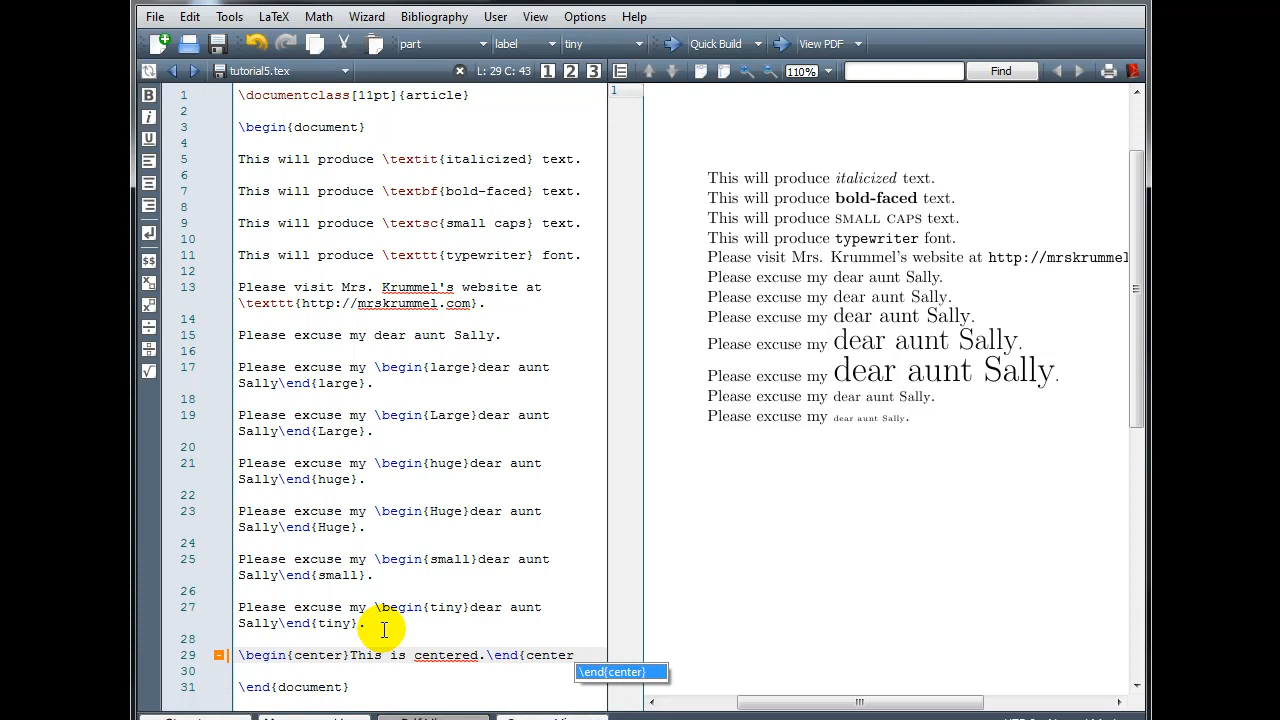 File Edit Tools LaTeX Math Wizard Bibliography User View Options Help
part label tiny Quick Build View PDF
tutorial5.tex L: 29 C: 43 1 2 3 110% Find
B
i
U
$$
1 \documentclass[11pt]{article}
2
3 \begin{document}
4
5 This will produce \textit{italicized} text.
6
7 This will produce \textbf{bold-faced} text.
8
9 This will produce \textsc{small caps} text.
10
11 This will produce \texttt{typewriter} font.
12
13 Please visit Mrs. Krummel's website at
\texttt{http://mrskrummel.com}.
14
15 Please excuse my dear aunt Sally.
16
17 Please excuse my \begin{large}dear aunt
Sally\end{large}.
18
19 Please excuse my \begin{Large}dear aunt
Sally\end{Large}.
20
21 Please excuse my \begin{huge}dear aunt
Sally\end{huge}.
22
23 Please excuse my \begin{Huge}dear aunt
Sally\end{Huge}.
24
25 Please excuse my \begin{small}dear aunt
Sally\end{small}.
26
27 Please excuse my \begin{tiny}dear aunt
Sally\end{tiny}.
28
29 \begin{center}This is centered.\end{center
\end{center}
30
31 \end{document}
1
This will produce italicized text.
This will produce bold-faced text.
This will produce SMALL CAPS text.
This will produce typewriter font.
Please visit Mrs. Krummel's website at http://mrskrummel
Please excuse my dear aunt Sally.
Please excuse my dear aunt Sally.
Please excuse my dear aunt Sally.
Please excuse my dear aunt Sally.
Please excuse my dear aunt Sally.
Please excuse my dear aunt Sally.
Please excuse my dear aunt Sally.